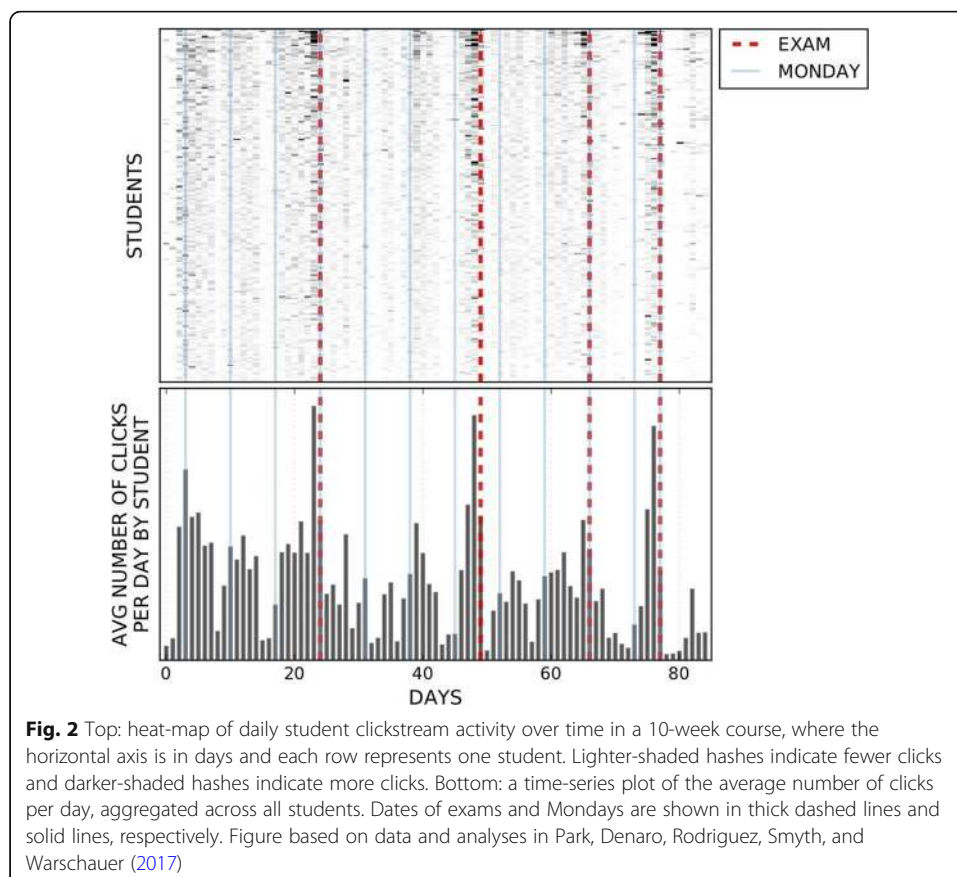 EXAM
MONDAY
STUDENTS
AVG NUMBER OF CLICKS
PER DAY BY STUDENT
0 20 40 60 80
DAYS
Fig. 2 Top: heat-map of daily student clickstream activity over time in a 10-week course, where the
horizontal axis is in days and each row represents one student. Lighter-shaded hashes indicate fewer clicks
and darker-shaded hashes indicate more clicks. Bottom: a time-series plot of the average number of clicks
per day, aggregated across all students. Dates of exams and Mondays are shown in thick dashed lines and
solid lines, respectively. Figure based on data and analyses in Park, Denaro, Rodriguez, Smyth, and
Warschauer (2017)